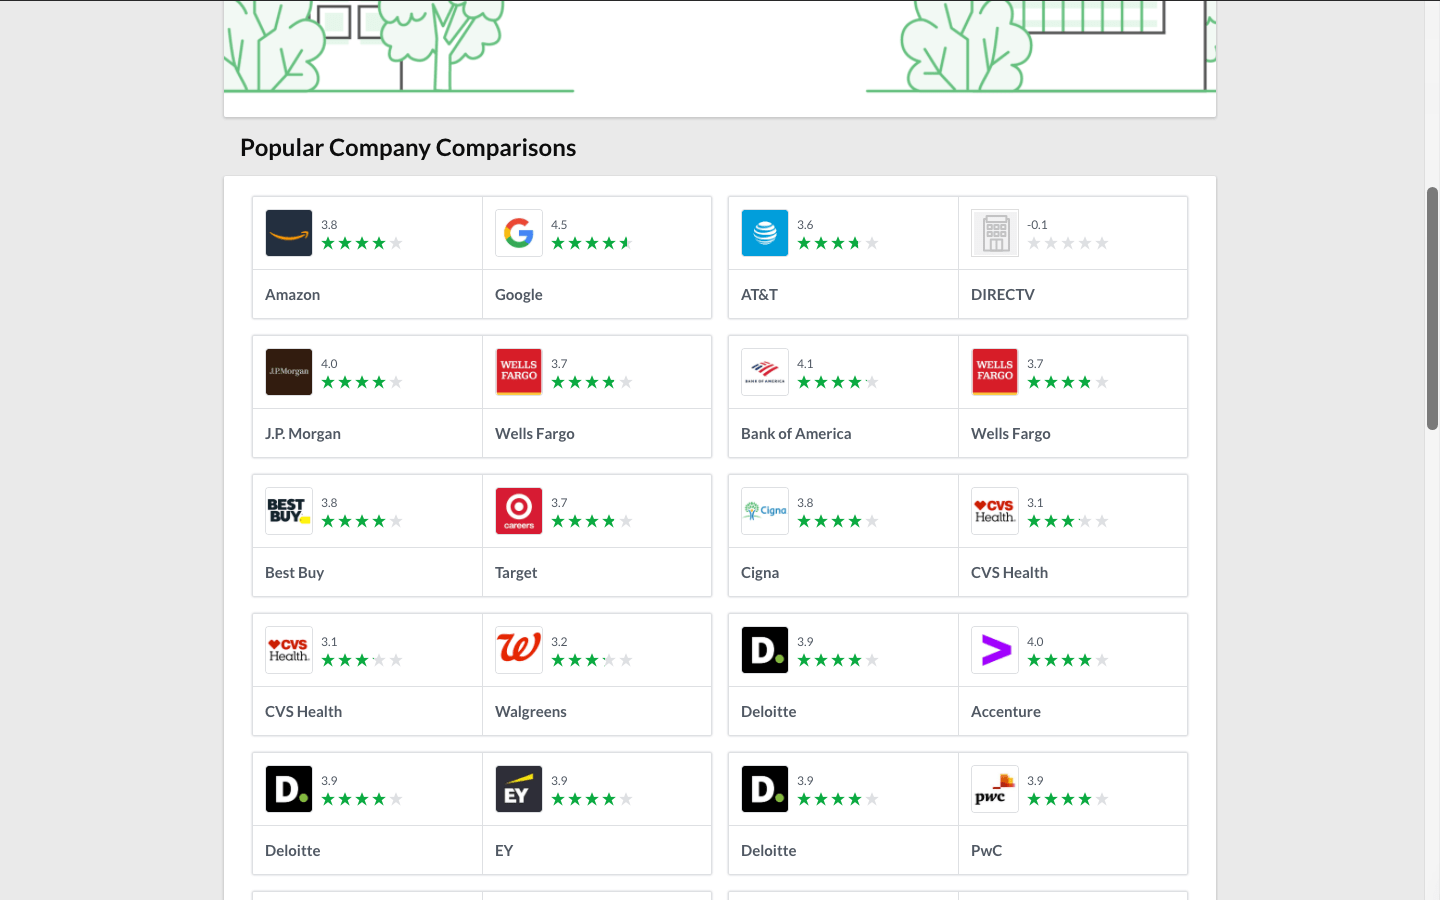 Popular Company Comparisons
3.8
4.5
3.6
-0.1
Amazon
Google
AT&T
DIRECTV
J.P.Morgan
4.0
WELLS
FARGO
3.7
BANK OF AMERICA
4.1
WELLS
FARGO
3.7
J.P. Morgan
Wells Fargo
Bank of America
Wells Fargo
BEST
BUY
3.8
careers
3.7
Cigna
3.8
CVS
Health.
3.1
Best Buy
Target
Cigna
CVS Health
CVS
Health.
3.1
W
3.2
D.
3.9
4.0
CVS Health
Walgreens
Deloitte
Accenture
D.
3.9
EY
3.9
D.
3.9
pwc
3.9
Deloitte
EY
Deloitte
PwC